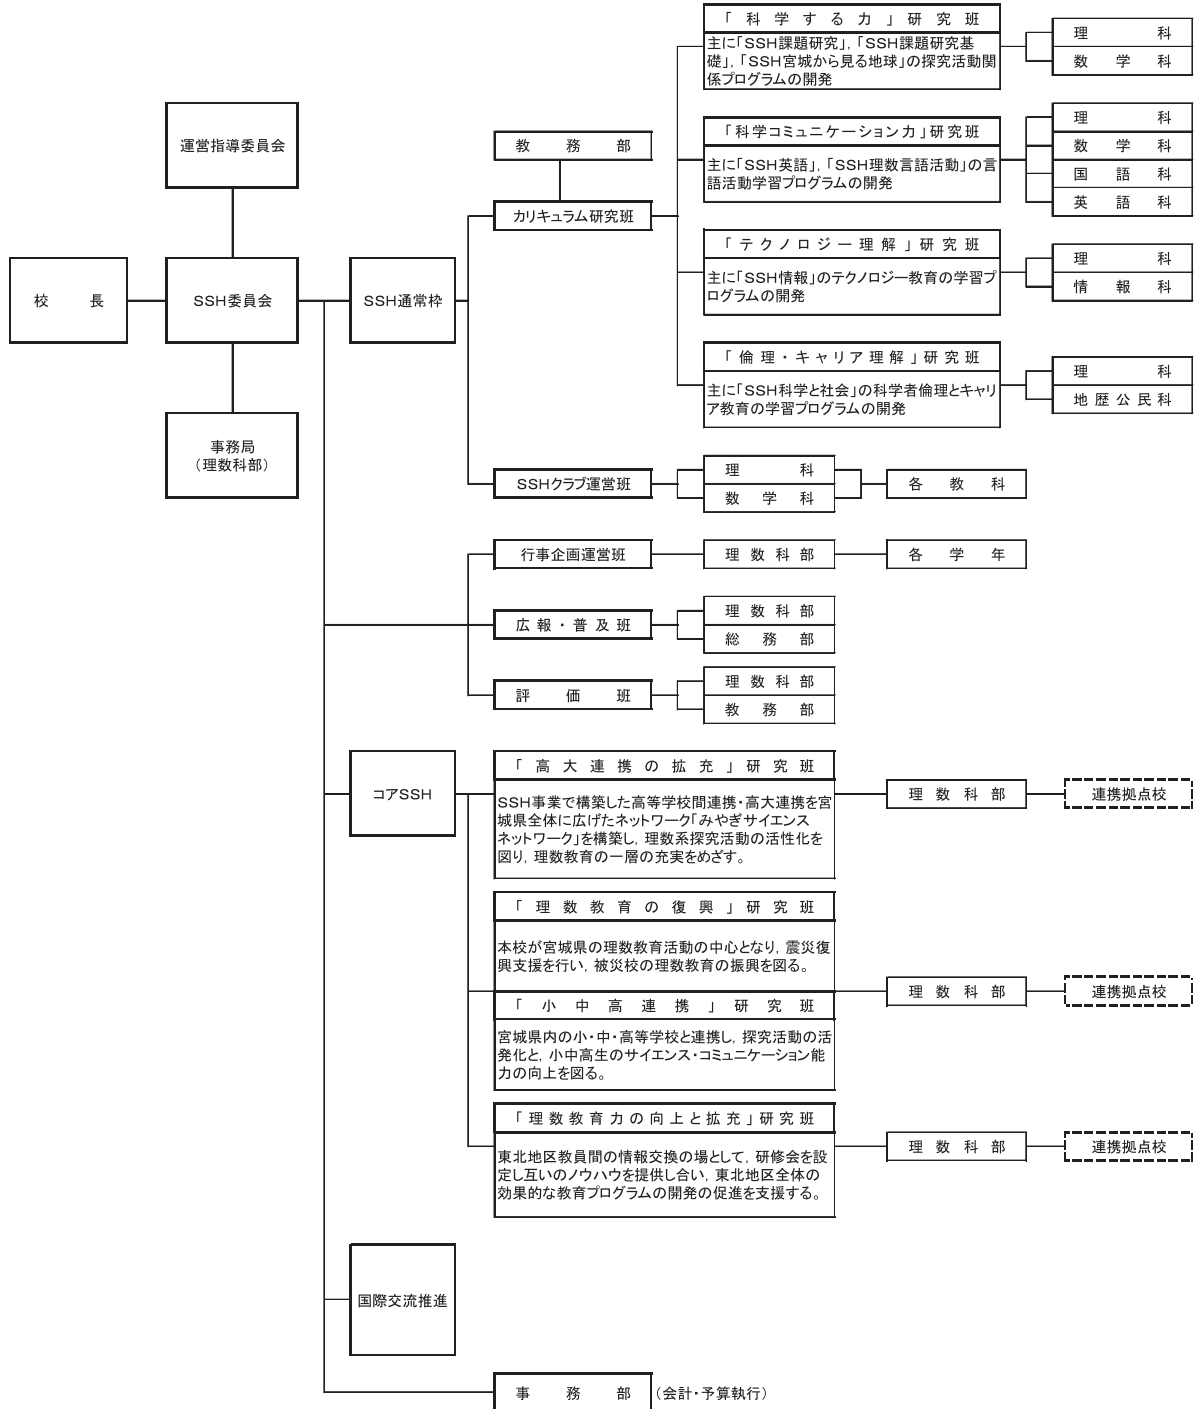 「科学する力」研究班
主に「SSH課題研究」，「SSH課題研究基
礎」，「SSH宮城から見る地球」の探究活動関
係プログラムの開発
理科
数学科
運営指導委員会
教務部
「科学コミュニケーション力」研究班
主に「SSH英語」，「SSH理数言語活動」の言
語活動学習プログラムの開発
理科
数学科
国語科
英語科
カリキュラム研究班
校長
SSH委員会
SSH通常枠
「テクノロジー理解」研究班
主に「SSH情報」のテクノロジー教育の学習プ
ログラムの開発
理科
情報科
「倫理・キャリア理解」研究班
主に「SSH科学と社会」の科学者倫理とキャリ
ア教育の学習プログラムの開発
理科
地歴公民科
事務局
（理数科部）
SSHクラブ運営班
理科
数学科
各教科
行事企画運営班
理数科部
各学年
広報・普及班
理数科部
総務部
評価班
理数科部
教務部
コアSSH
「高大連携の拡充」研究班
SSH事業で構築した高等学校間連携・高大連携を宮
城県全体に広げたネットワーク「みやぎサイエンス
ネットワーク」を構築し，理数系探究活動の活性化を
図り，理数教育の一層の充実をめざす。
理数科部
連携拠点校
「理数教育の復興」研究班
本校が宮城県の理数教育活動の中心となり，震災復
興支援を行い，被災校の理数教育の振興を図る。
「小中高連携」研究班
宮城県内の小・中・高等学校と連携し，探究活動の活
発化と，小中高生のサイエンス・コミュニケーション能
力の向上を図る。
理数科部
連携拠点校
「理数教育力の向上と拡充」研究班
東北地区教員間の情報交換の場として，研修会を設
定し互いのノウハウを提供し合い，東北地区全体の
効果的な教育プログラムの開発の促進を支援する。
理数科部
連携拠点校
国際交流推進
事務部（会計・予算執行）